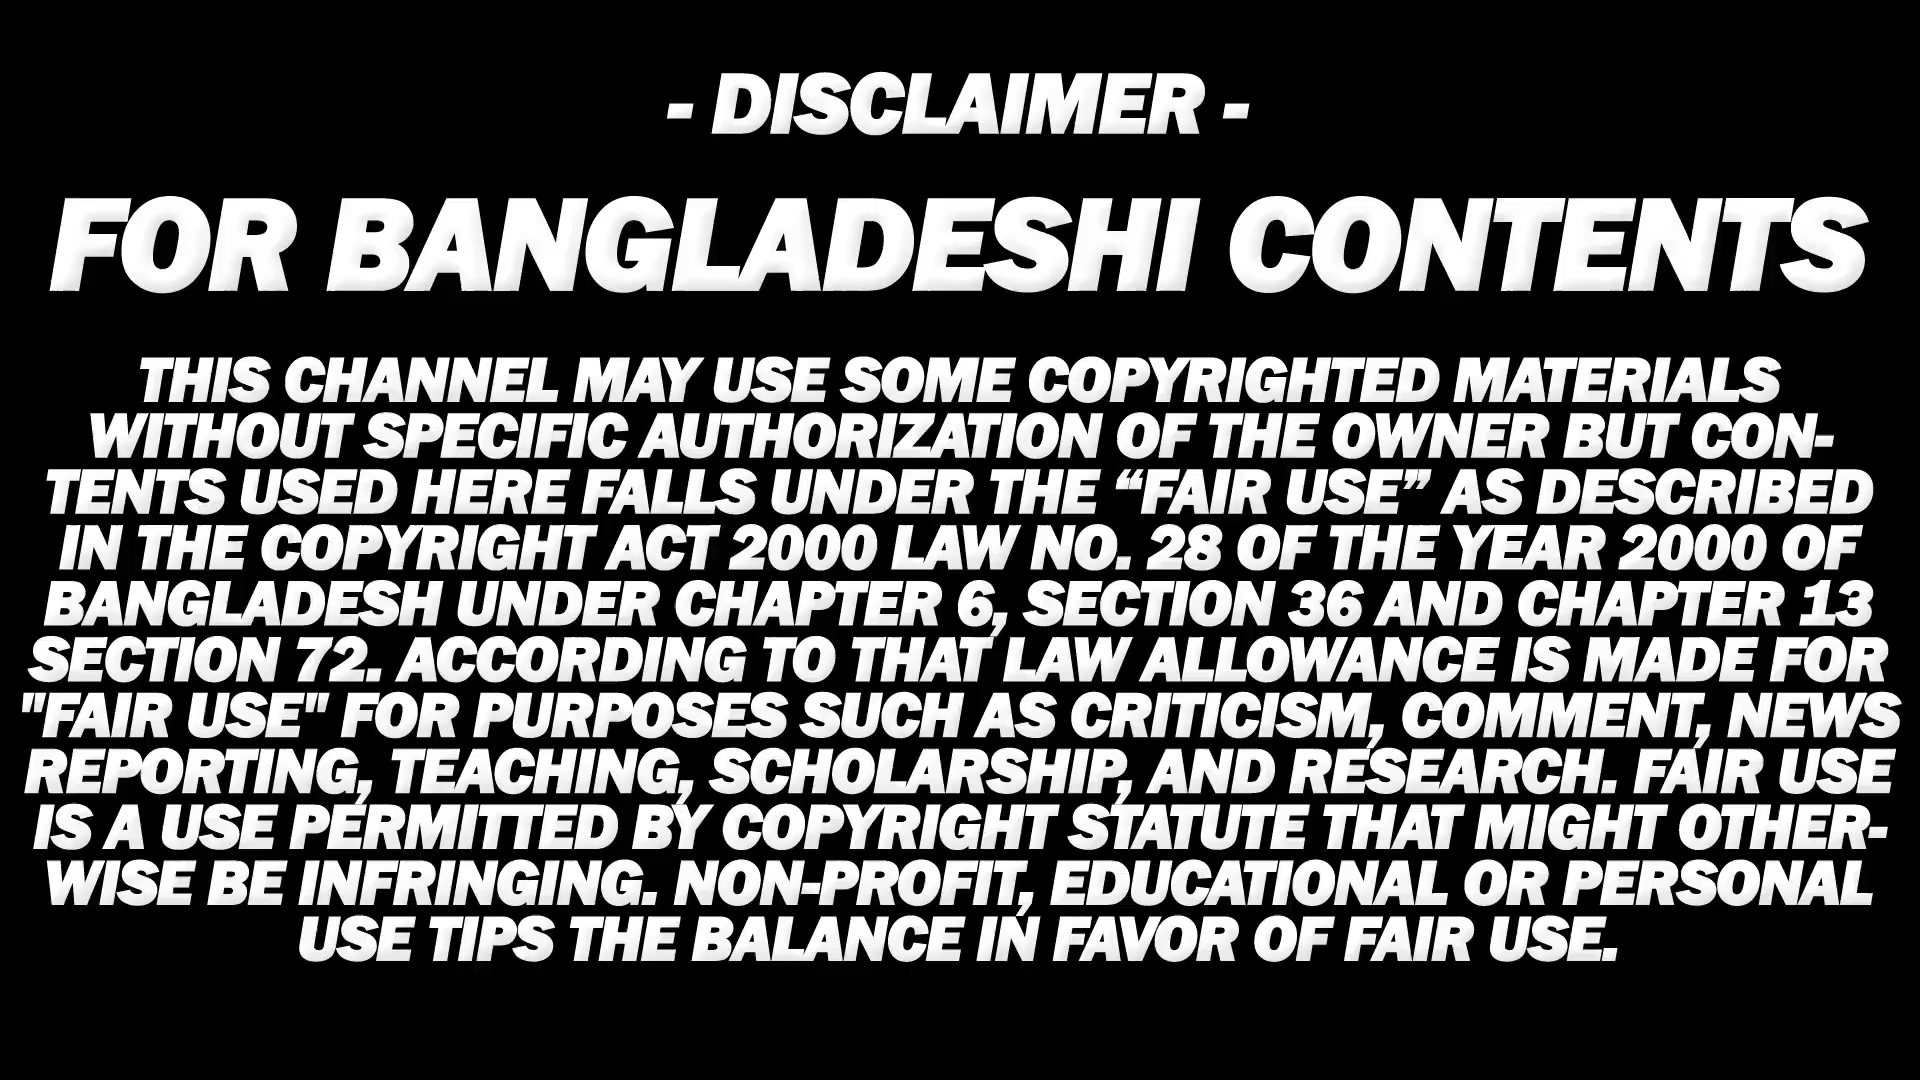 - DISCLAIMER -
FOR BANGLADESHI CONTENTS
THIS CHANNEL MAY USE SOME COPYRIGHTED MATERIALS
WITHOUT SPECIFIC AUTHORIZATION OF THE OWNER BUT CON-
TENTS USED HERE FALLS UNDER THE “FAIR USE” AS DESCRIBED
IN THE COPYRIGHT ACT 2000 LAW NO. 28 OF THE YEAR 2000 OF
BANGLADESH UNDER CHAPTER 6, SECTION 36 AND CHAPTER 13
SECTION 72. ACCORDING TO THAT LAW ALLOWANCE IS MADE FOR
"FAIR USE" FOR PURPOSES SUCH AS CRITICISM, COMMENT, NEWS
REPORTING, TEACHING, SCHOLARSHIP, AND RESEARCH. FAIR USE
IS A USE PERMITTED BY COPYRIGHT STATUTE THAT MIGHT OTHER-
WISE BE INFRINGING. NON-PROFIT, EDUCATIONAL OR PERSONAL
USE TIPS THE BALANCE IN FAVOR OF FAIR USE.